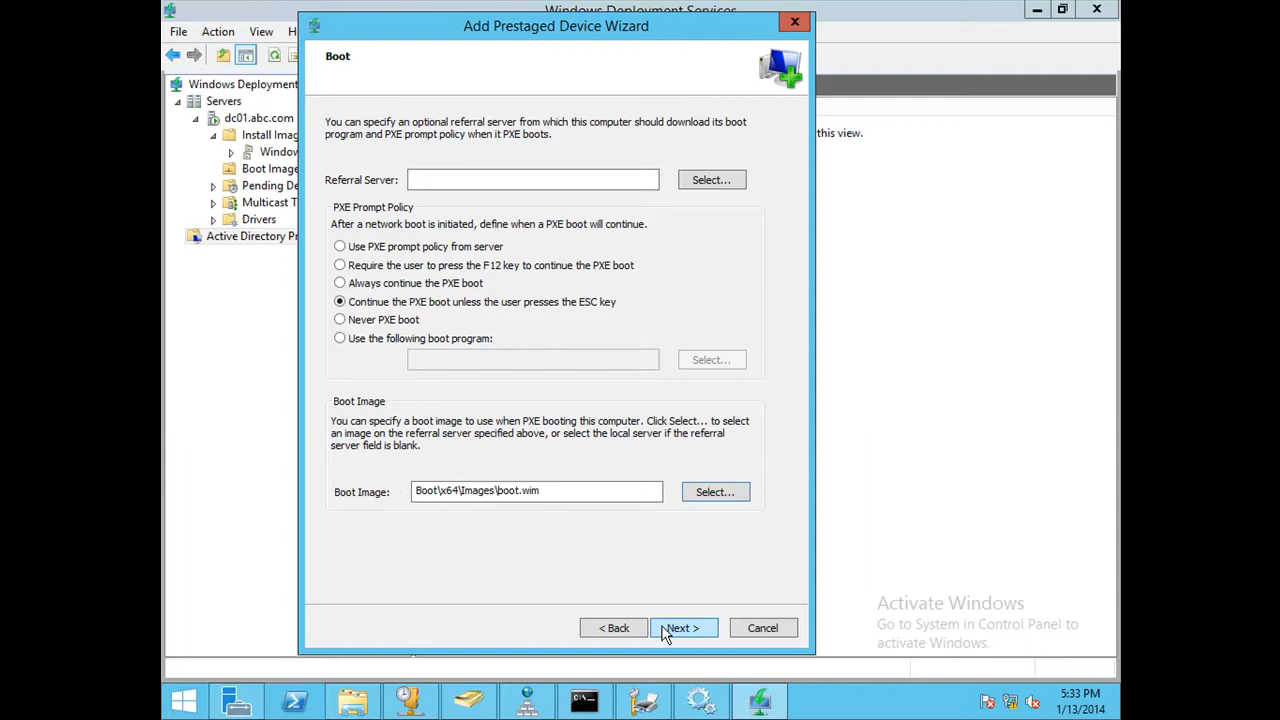 Windows Deployment Services
Add Prestaged Device Wizard
File Action View H
Boot
Windows Deployment
Servers
dc01.abc.com
Install Imag
Window
Boot Image
Pending De
Multicast T
Drivers
Active Directory Pr
this view.
You can specify an optional referral server from which this computer should download its boot
program and PXE prompt policy when it PXE boots.
Referral Server:
Select...
PXE Prompt Policy
After a network boot is initiated, define when a PXE boot will continue.
Use PXE prompt policy from server
Require the user to press the F12 key to continue the PXE boot
Always continue the PXE boot
Continue the PXE boot unless the user presses the ESC key
Never PXE boot
Use the following boot program:
Select...
Boot Image
You can specify a boot image to use when PXE booting this computer. Click Select... to select
an image on the referral server specified above, or select the local server if the referral
server field is blank.
Boot Image: Boot\x64\Images\boot.wim Select...
< Back Next > Cancel
Activate Windows
Go to System in Control Panel to
activate Windows.
5:33 PM
1/13/2014